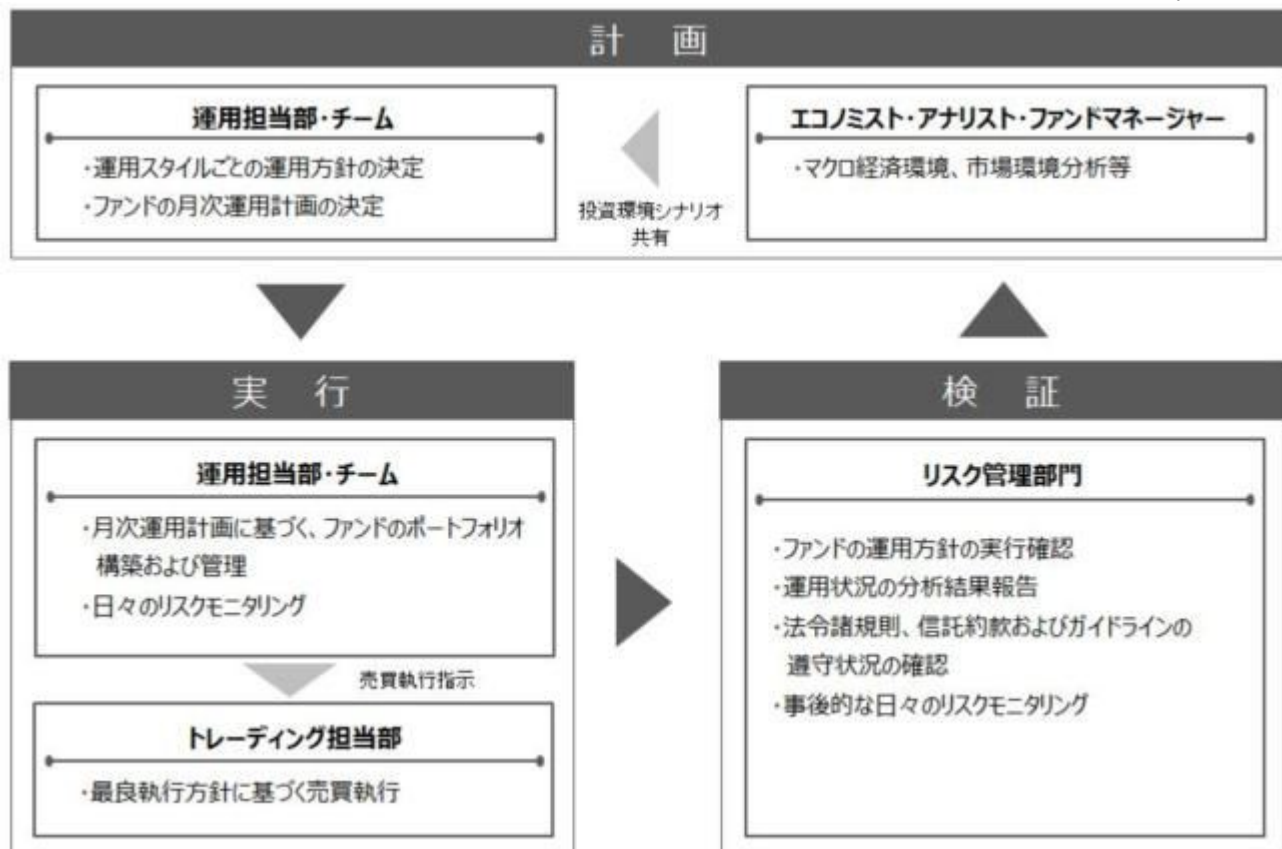 計 画
運用担当部・チーム
・運用スタイルごとの運用方針の決定
・ファンドの月次運用計画の決定
投資環境シナリオ
共有
エコノミスト・アナリスト・ファンドマネージャー
・マクロ経済環境、市場環境分析等
実 行
運用担当部・チーム
・月次運用計画に基づく、ファンドのポートフォリオ
構築および管理
・日々のリスクモニタリング
売買執行指示
トレーディング担当部
・最良執行方針に基づく売買執行
検 証
リスク管理部門
・ファンドの運用方針の実行確認
・運用状況の分析結果報告
・法令諸規則、信託約款およびガイドラインの
遵守状況の確認
・事後的な日々のリスクモニタリング